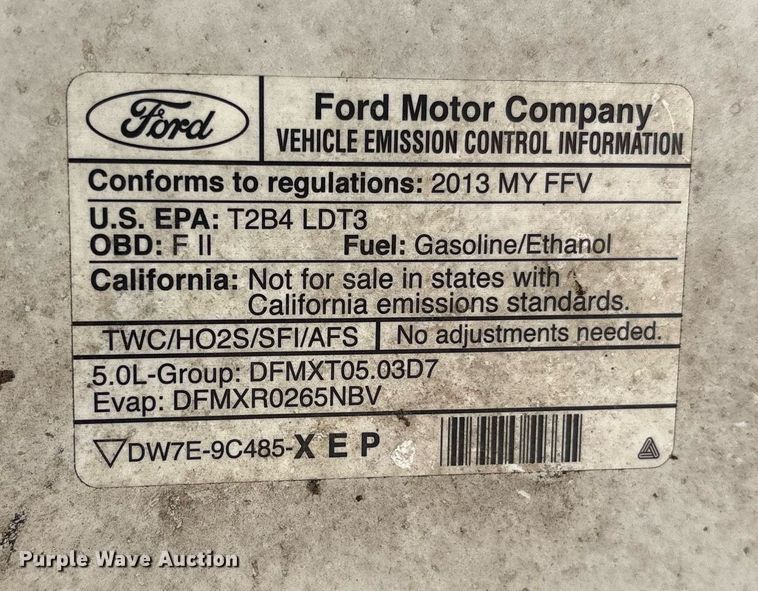 Ford
Ford Motor Company
VEHICLE EMISSION CONTROL INFORMATION
Conforms to regulations: 2013 MY FFV
U.S. EPA: T2B4 LDT3
OBD: F II Fuel: Gasoline/Ethanol
California: Not for sale in states with
California emissions standards.
TWC/HO2S/SFI/AFS No adjustments needed.
5.0L-Group: DFMXT05.03D7
Evap: DFMXR0265NBV
DW7E-9C485-X E P
Purple Wave Auction